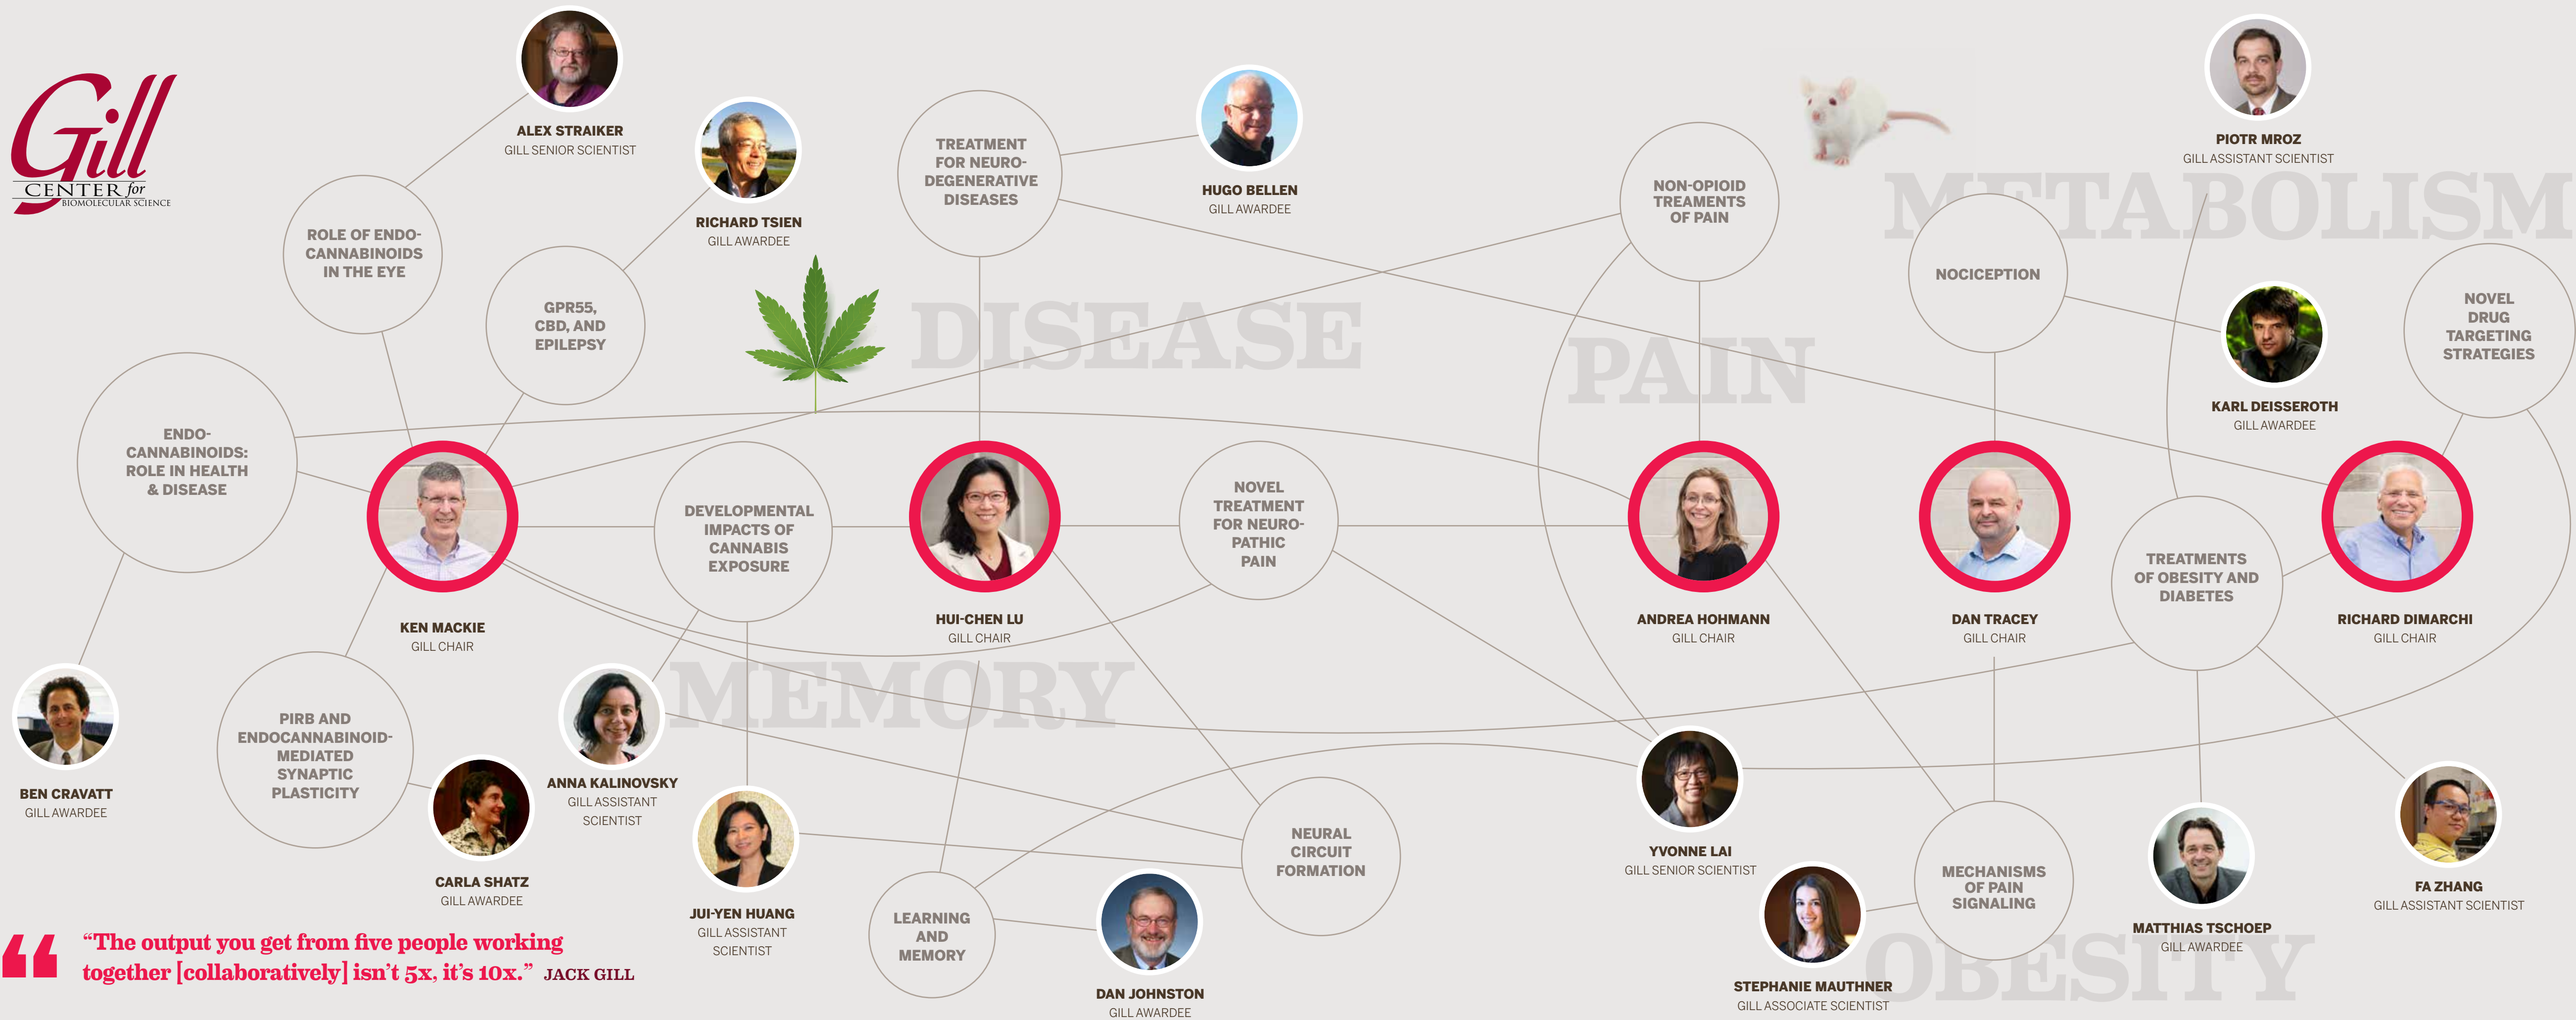 Gill
CENTER for
BIOMOLECULAR SCIENCE
ALEX STRAIKER
GILL SENIOR SCIENTIST
RICHARD TSIEN
GILL AWARDEE
TREATMENT
FOR NEURO-
DEGENERATIVE
DISEASES
HUGO BELLEN
GILL AWARDEE
NON-OPIOID
TREAMENTS
OF PAIN
PIOTR MROZ
GILL ASSISTANT SCIENTIST
METABOLISM
ROLE OF ENDO-
CANNABINOIDS
IN THE EYE
GPR55,
CBD, AND
EPILEPSY
DISEASE
PAIN
NOCICEPTION
KARL DEISSEROTH
GILL AWARDEE
NOVEL
DRUG
TARGETING
STRATEGIES
ENDO-
CANNABINOIDS:
ROLE IN HEALTH
& DISEASE
KEN MACKIE
GILL CHAIR
DEVELOPMENTAL
IMPACTS OF
CANNABIS
EXPOSURE
HUI-CHEN LU
GILL CHAIR
NOVEL
TREATMENT
FOR NEURO-
PATHIC
PAIN
ANDREA HOHMANN
GILL CHAIR
DAN TRACEY
GILL CHAIR
TREATMENTS
OF OBESITY AND
DIABETES
RICHARD DIMARCHI
GILL CHAIR
MEMORY
BEN CRAVATT
GILL AWARDEE
PIRB AND
ENDOCANNABINOID-
MEDIATED
SYNAPTIC
PLASTICITY
CARLA SHATZ
GILL AWARDEE
ANNA KALINOVSKY
GILL ASSISTANT
SCIENTIST
JUI-YEN HUANG
GILL ASSISTANT
SCIENTIST
LEARNING
AND
MEMORY
DAN JOHNSTON
GILL AWARDEE
NEURAL
CIRCUIT
FORMATION
YVONNE LAI
GILL SENIOR SCIENTIST
STEPHANIE MAUTHNER
GILL ASSOCIATE SCIENTIST
MECHANISMS
OF PAIN
SIGNALING
MATTHIAS TSCHOEP
GILL AWARDEE
FA ZHANG
GILL ASSISTANT SCIENTIST
OBESITY
“The output you get from five people working
together [collaboratively] isn’t 5x, it’s 10x.” JACK GILL